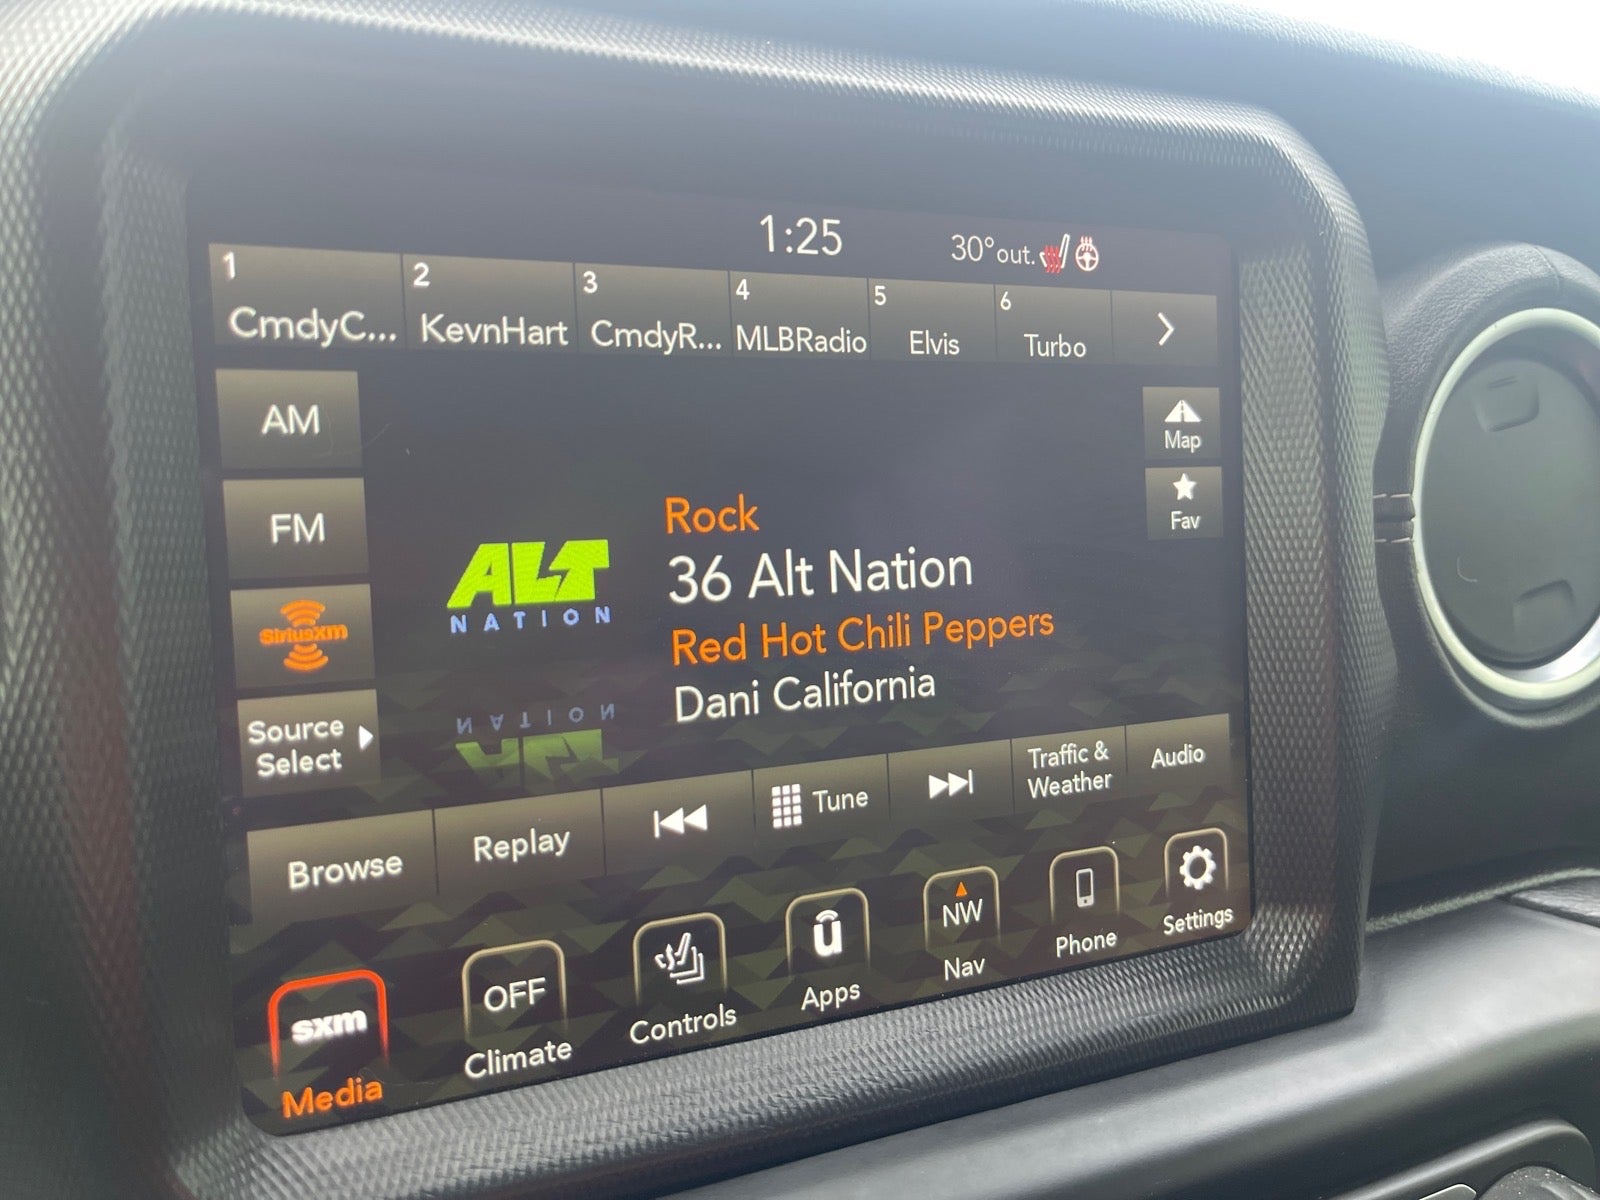 1:25
30° out.
1 2 3 4 5 6
CmdyC... KevnHart CmdyR... MLBRadio Elvis Turbo
AM
Map
FM
Fav
Rock
ALT
NATION
36 Alt Nation
SiriusXm
Red Hot Chili Peppers
Dani California
Source
Select
NATION
ALT
Browse
Replay
Tune
Traffic &
Weather
Audio
sxm
Media
OFF
Climate
Controls
u
Apps
NW
Nav
Phone
Settings